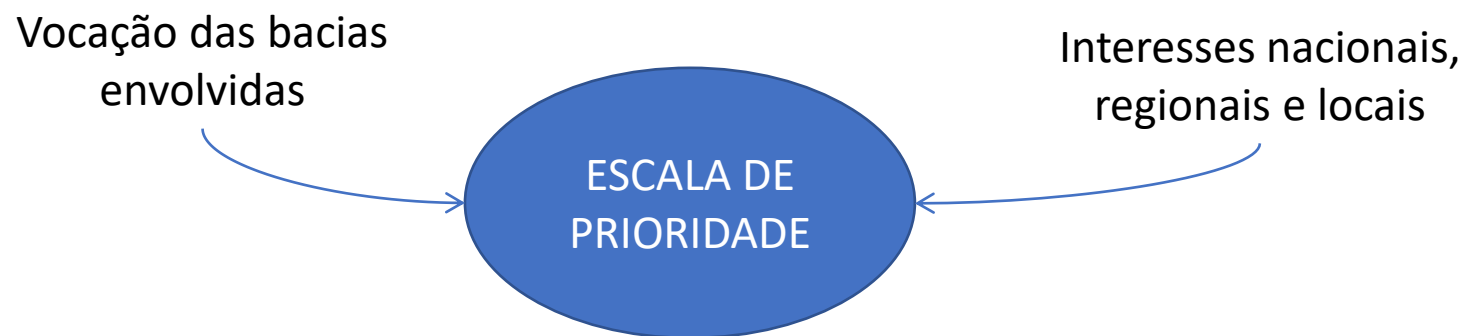 Vocação das bacias
envolvidas
Interesses nacionais,
regionais e locais
ESCALA DE
PRIORIDADE